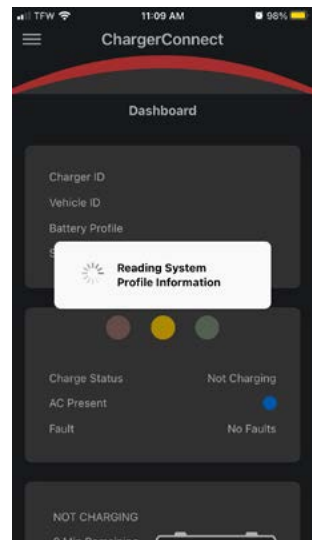 TFW 11:09 AM 98%
ChargerConnect
Dashboard
Charger ID
Vehicle ID
Battery Profile
S
Reading System
Profile Information
Charge Status Not Charging
AC Present
Fault No Faults
NOT CHARGING